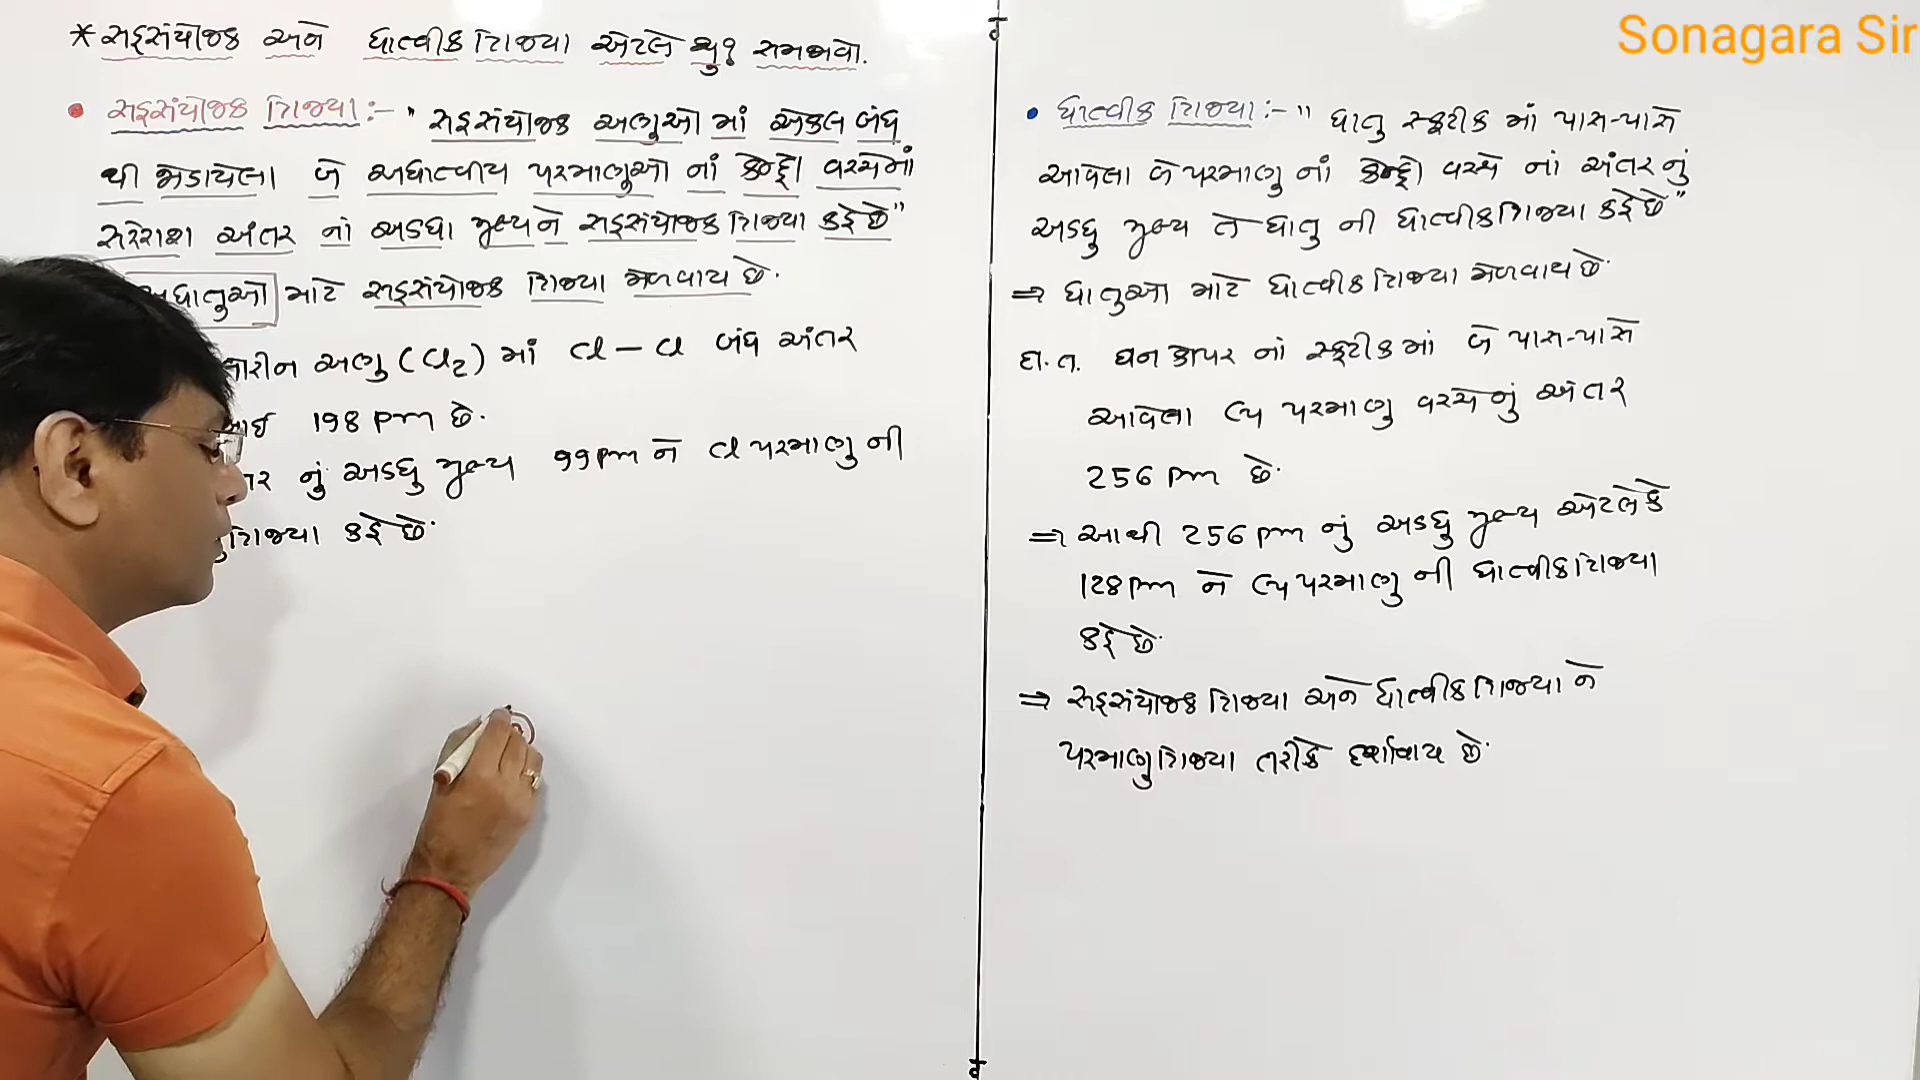 * સહસંયોજક અને ધાત્વીક ત્રિજ્યા એટલે શુ? સમજાવો.
• સહસંયોજક ત્રિજ્યા :- " સહસંયોજક અણુઓ માં એકલ બંધ
થી જોડાયેલા બે અધાત્વીય પરમાણુઓ નાં કેન્દ્રો વચ્ચેનાં
સરેરાશ અંતર નાં અડધા મૂલ્ય ને સહસંયોજક ત્રિજ્યા કહે છે"
અધાતુઓ માટે સહસંયોજક ત્રિજ્યા મેળવાય છે.
અણુ (Cl2) માં Cl – Cl બંધ અંતર
198 pm છે.
નું અડધુ મૂલ્ય 99 pm ને Cl પરમાણુ ની
ત્રિજ્યા કહે છે.
Sonagara Sir
• ધાત્વીક ત્રિજ્યા :- " ધાતુ સ્ફટીક માં પાસ-પાસે
આવેલા બે પરમાણુ નાં કેન્દ્રો વચ્ચે નાં અંતર નું
અડધુ મૂલ્ય તે ધાતુ ની ધાત્વીક ત્રિજ્યા કહે છે"
⇒ ધાતુઓ માટે ધાત્વીક ત્રિજ્યા મેળવાય છે.
દા.ત. ઘન કોપર નાં સ્ફટીક માં બે પાસ-પાસે
આવેલા Cu પરમાણુ વચ્ચે નું અંતર
256 pm છે.
⇒ આથી 256 pm નું અડધુ મૂલ્ય એટલે કે
128 pm ને Cu પરમાણુ ની ધાત્વીક ત્રિજ્યા
કહે છે.
⇒ સહસંયોજક ત્રિજ્યા અને ધાત્વીક ત્રિજ્યા ને
પરમાણુ ત્રિજ્યા તરીકે દર્શાવાય છે.